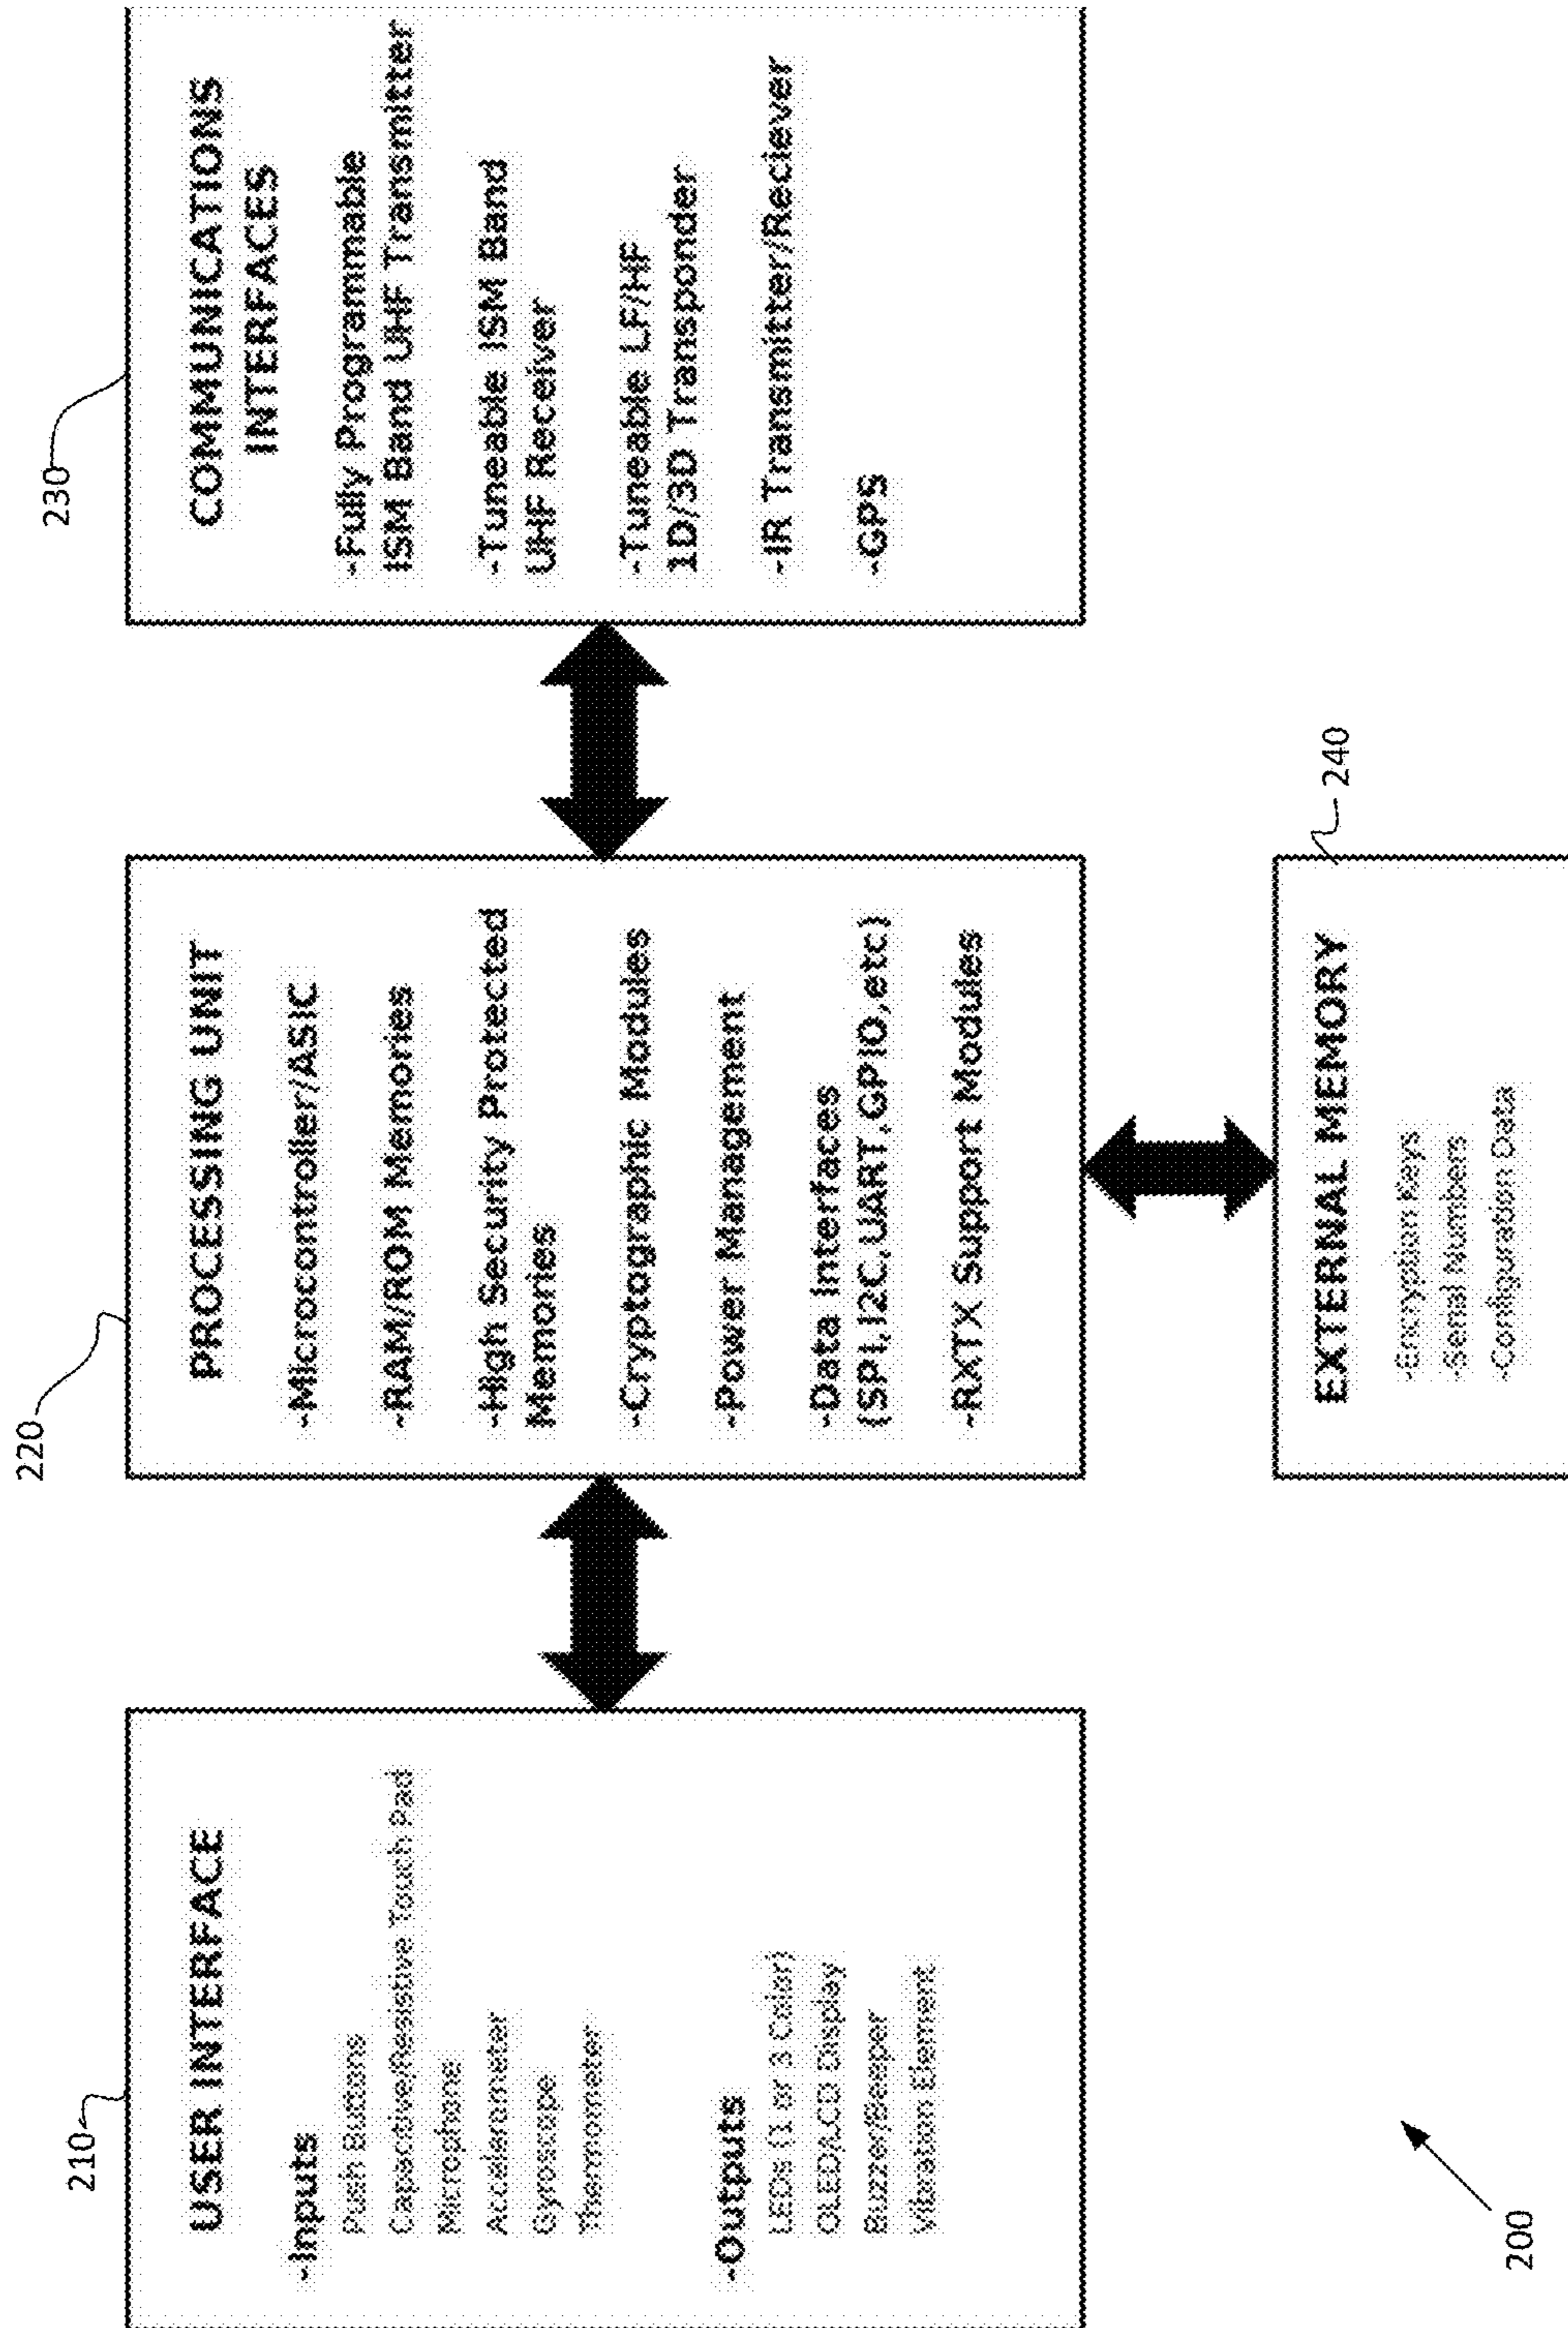 210
USER INTERFACE
-Inputs
Push Buttons
Capacitive/Resistive Touch Pad
Microphone
Accelerometer
Gyroscope
Thermometer
-Outputs
LEDs (1 or 3 Color)
OLED/LCD Display
Buzzer/Beeper
Vibration Element
220
PROCESSING UNIT
-Microcontroller/ASIC
-RAM/ROM Memories
-High Security Protected
Memories
-Cryptographic Modules
-Power Management
-Data Interfaces
(SPI,I2C,UART,GPIO,etc)
-RXTX Support Modules
230
COMMUNICATIONS
INTERFACES
-Fully Programmable
ISM Band UHF Transmitter
-Tuneable ISM Band
UHF Receiver
-Tuneable LF/HF
1D/3D Transponder
-IR Transmitter/Reciever
-GPS
240
EXTERNAL MEMORY
-Encryption Keys
-Serial Numbers
-Configuration Data
200